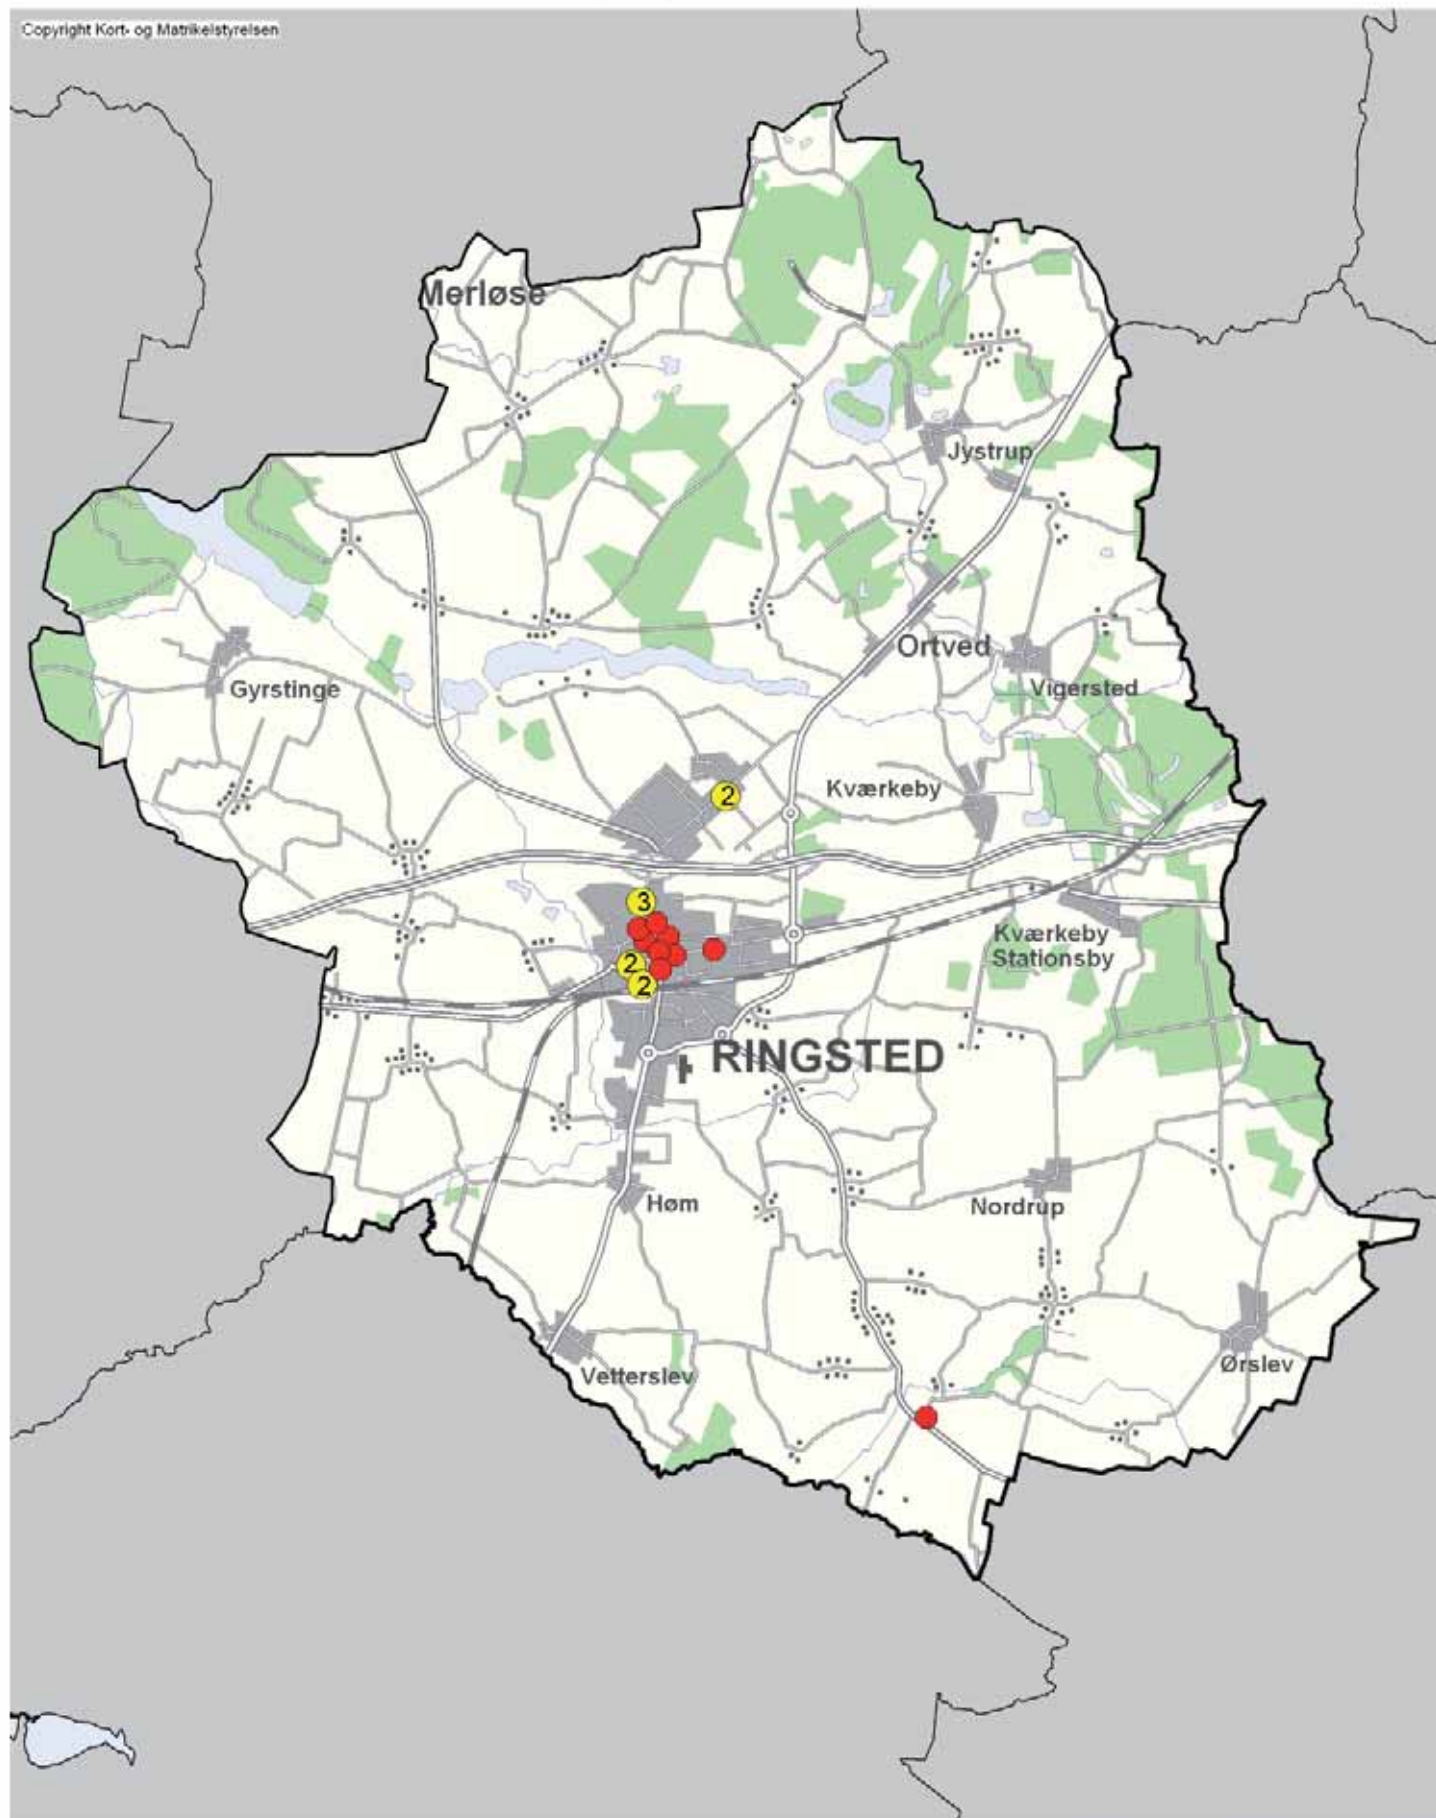 Copyright Kort- og Matrikelstyrelsen
Merløse
Jystrup
Ortved
Vigersted
Gyrstinge
Kværkeby
2
3
Kværkeby
Stationsby
2
2
RINGSTED
Høm
Nordrup
Vetterslev
Ørslev